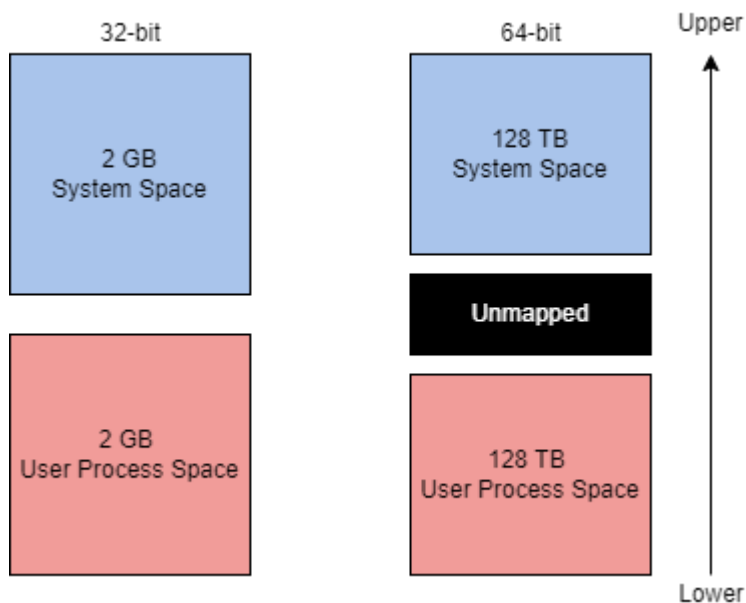 32-bit
64-bit
Upper
2 GB
System Space
128 TB
System Space
Unmapped
2 GB
User Process Space
128 TB
User Process Space
Lower